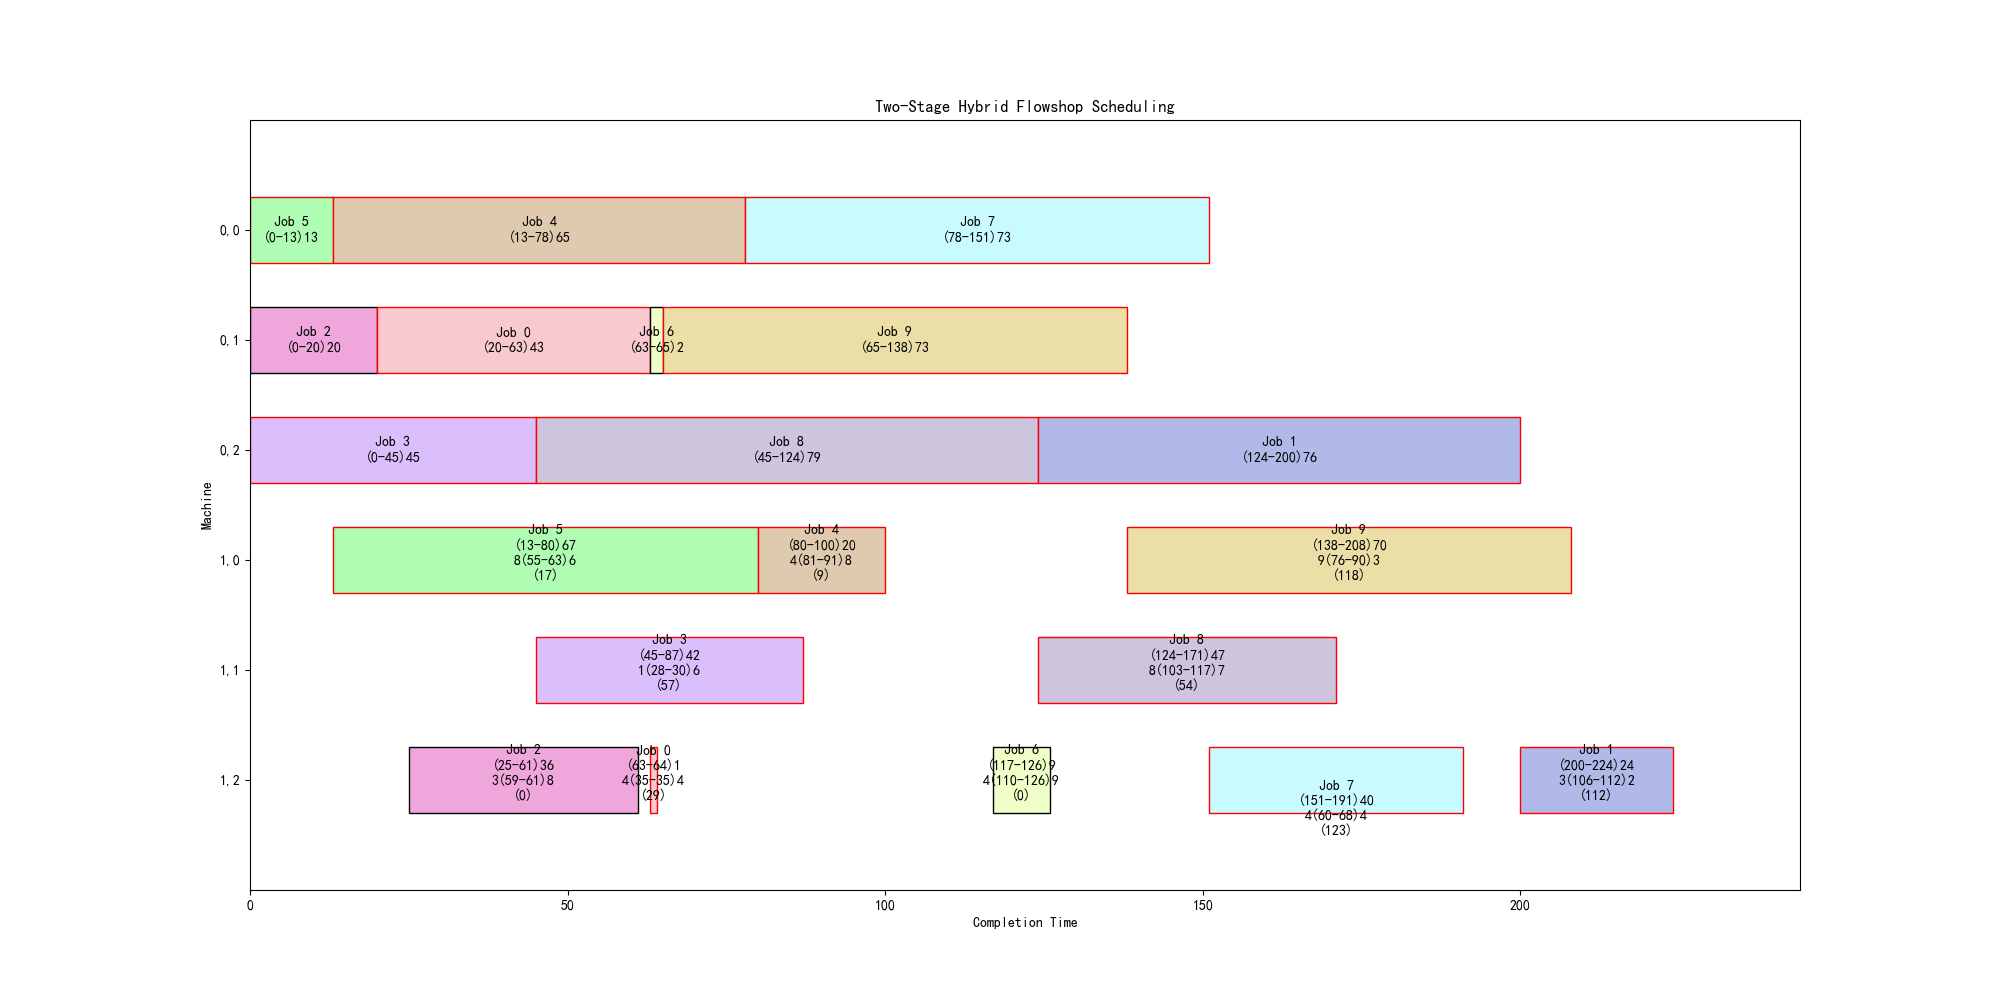 Two-Stage Hybrid Flowshop Scheduling
Machine
0,0
Job 5
(0-13)13
Job 4
(13-78)65
Job 7
(78-151)73
0,1
Job 2
(0-20)20
Job 0
(20-63)43
Job 6
(63-65)2
Job 9
(65-138)73
0,2
Job 3
(0-45)45
Job 8
(45-124)79
Job 1
(124-200)76
1,0
Job 5
(13-80)67
8(55-63)6
(17)
Job 4
(80-100)20
4(81-91)8
(9)
Job 9
(138-208)70
9(76-90)3
(118)
1,1
Job 3
(45-87)42
1(28-30)6
(57)
Job 8
(124-171)47
8(103-117)7
(54)
1,2
Job 2
(25-61)36
3(59-61)8
(0)
Job 0
(63-64)1
4(35-35)4
(29)
Job 6
(117-126)9
4(110-126)9
(0)
Job 7
(151-191)40
4(60-68)4
(123)
Job 1
(200-224)24
3(106-112)2
(112)
0
50
100
150
200
Completion Time